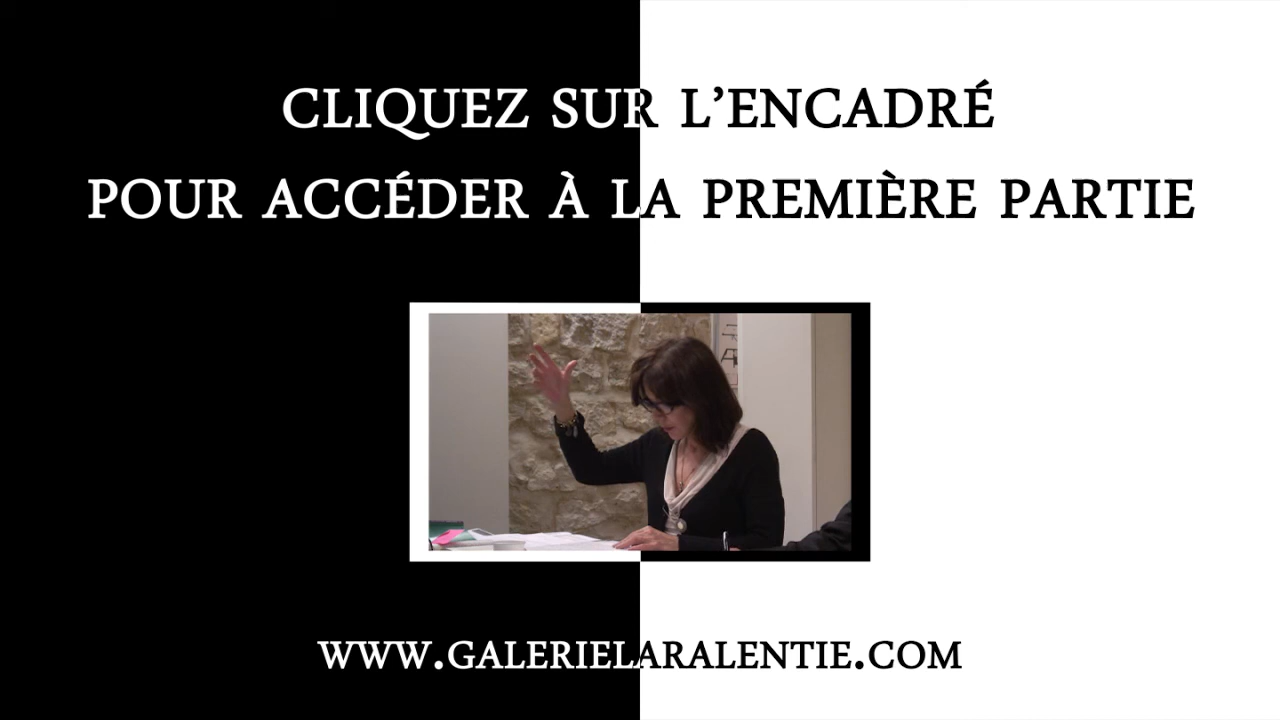 CLIQUEZ SUR L'ENCADRÉ
POUR ACCÉDER À LA PREMIÈRE PARTIE
WWW.GALERIELARALENTIE.COM